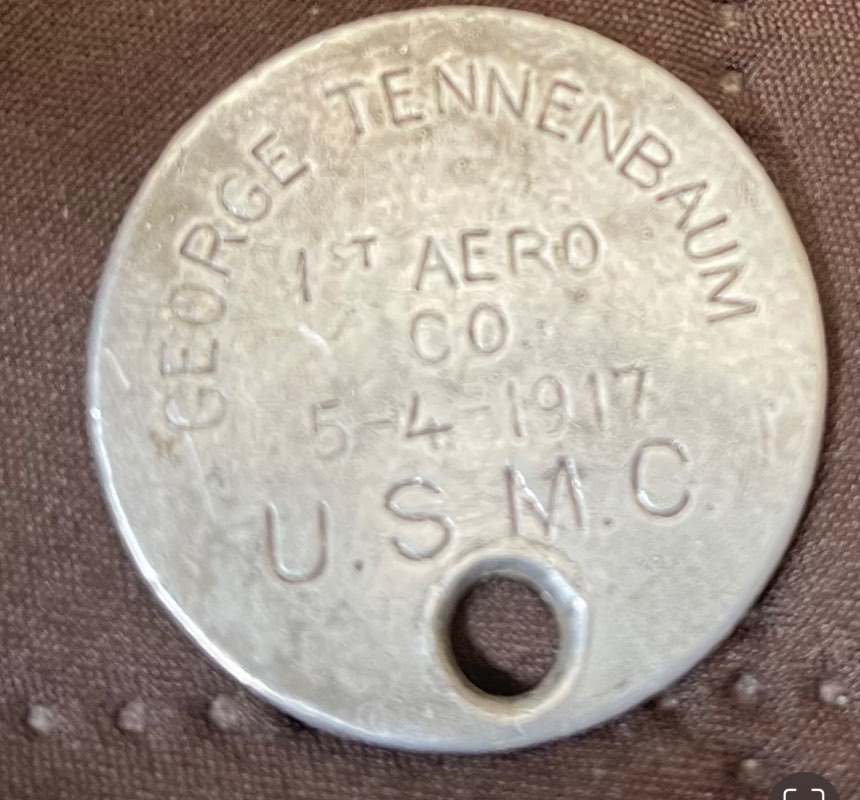 GEORGE TENNENBAUM
1ST AERO
CO
5-4-1917
U.S.M.C.